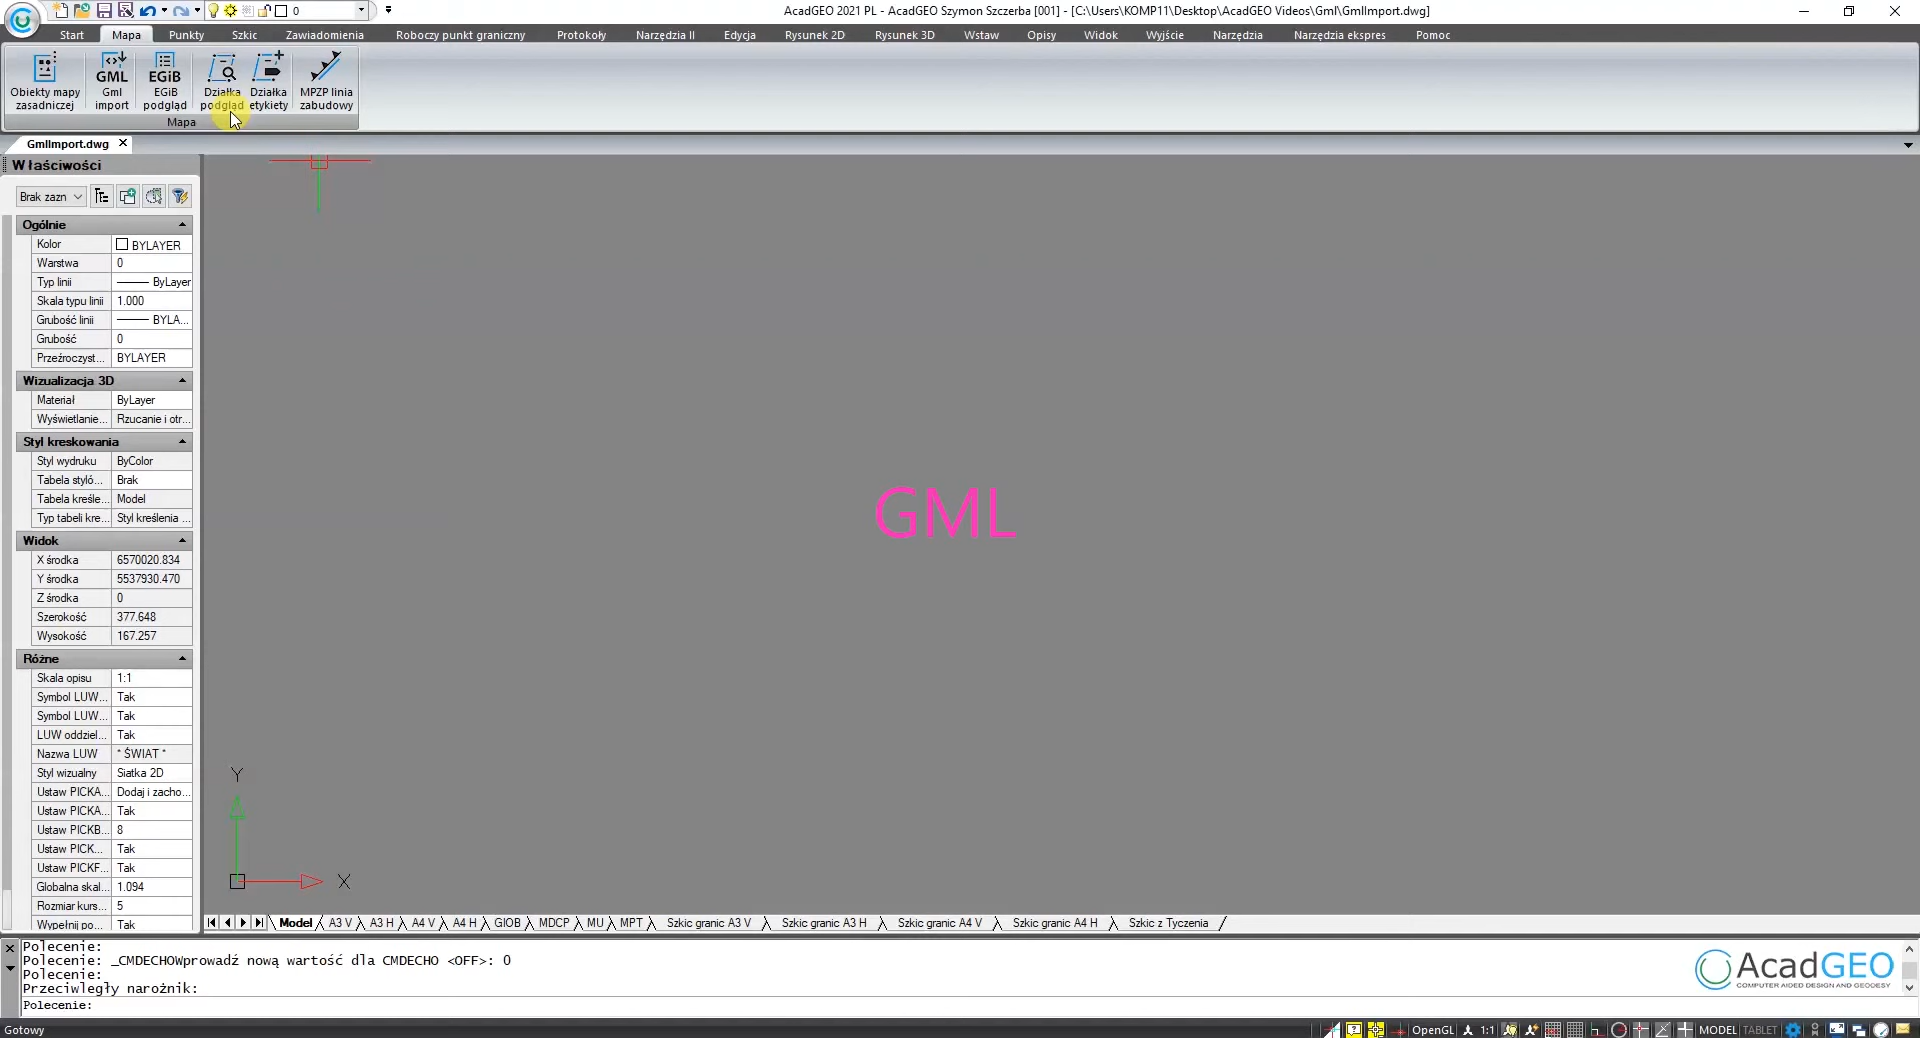 0
AcadGEO 2021 PL - AcadGEO Szymon Szczerba [001] - [C:\Users\KOMP11\Desktop\AcadGEO Videos\Gml\GmlImport.dwg]
Start Mapa Punkty Szkic Zawiadomienia Roboczy punkt graniczny Protokoły Narzędzia II Edycja Rysunek 2D Rysunek 3D Wstaw Opisy Widok Wyjście Narzędzia Narzędzia ekspres Pomoc
GML EGiB
Obiekty mapy zasadniczej
Gml import
EGiB podgląd
Działka podgląd
Działka etykiety
MPZP linia zabudowy
Mapa
GmlImport.dwg
Właściwości
Brak zazn
Ogólnie
Kolor BYLAYER
Warstwa 0
Typ linii ByLayer
Skala typu linii 1.000
Grubość linii BYLA...
Grubość 0
Przeźroczyst... BYLAYER
Wizualizacja 3D
Materiał ByLayer
Wyświetlanie... Rzucanie i otr...
Styl kreskowania
Styl wydruku ByColor
Tabela styló... Brak
Tabela kreśle... Model
Typ tabeli kre... Styl kreślenia ...
Widok
X środka 6570020.834
Y środka 5537930.470
Z środka 0
Szerokość 377.648
Wysokość 167.257
Różne
Skala opisu 1:1
Symbol LUW... Tak
Symbol LUW... Tak
LUW oddziel... Tak
Nazwa LUW * ŚWIAT *
Styl wizualny Siatka 2D
Ustaw PICKA... Dodaj i zacho...
Ustaw PICKA... Tak
Ustaw PICKB... 8
Ustaw PICK... Tak
Ustaw PICKF... Tak
Globalna skal... 1.094
Rozmiar kurs... 5
Wypełnij po... Tak
GML
Y
X
Model A3 V A3 H A4 V A4 H GIOB MDCP MU MPT Szkic granic A3 V Szkic granic A3 H Szkic granic A4 V Szkic granic A4 H Szkic z Tyczenia
Polecenie:
Polecenie: _CMDECHOWprowadź nową wartość dla CMDECHO <OFF>: 0
Polecenie:
Przeciwległy narożnik:
Polecenie:
AcadGEO
COMPUTER AIDED DESIGN AND GEODESY
Gotowy
OpenGL 1:1 MODEL TABLET